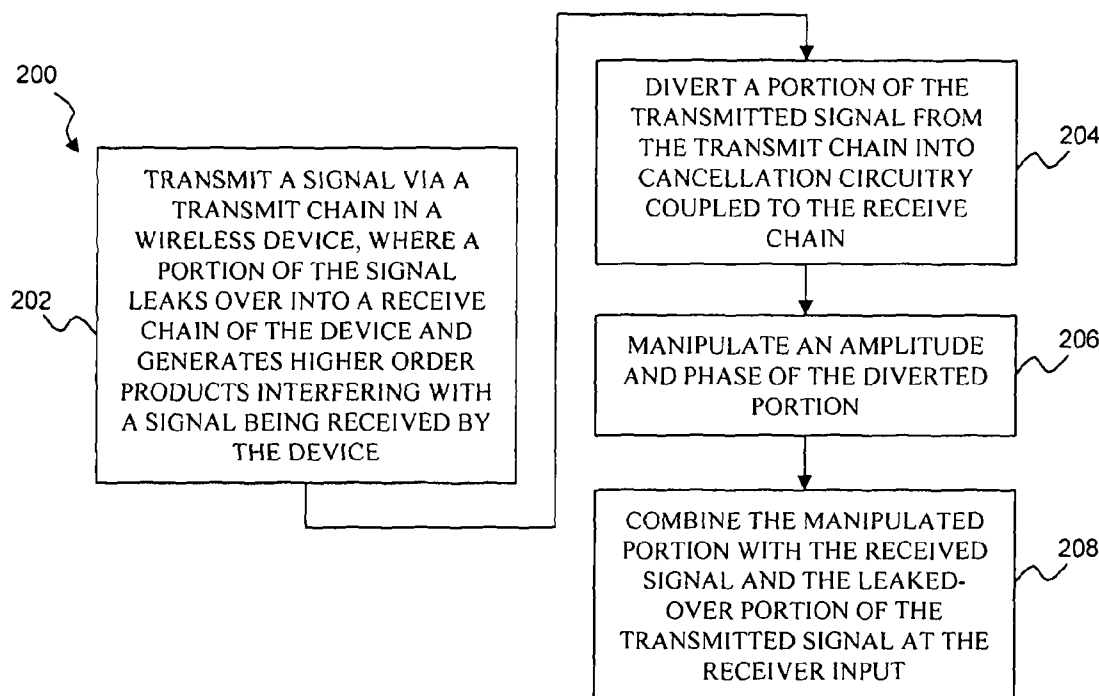 200
202
TRANSMIT A SIGNAL VIA A
TRANSMIT CHAIN IN A
WIRELESS DEVICE, WHERE A
PORTION OF THE SIGNAL
LEAKS OVER INTO A RECEIVE
CHAIN OF THE DEVICE AND
GENERATES HIGHER ORDER
PRODUCTS INTERFERING WITH
A SIGNAL BEING RECEIVED BY
THE DEVICE
DIVERT A PORTION OF THE
TRANSMITTED SIGNAL FROM
THE TRANSMIT CHAIN INTO
CANCELLATION CIRCUITRY
COUPLED TO THE RECEIVE
CHAIN
204
MANIPULATE AN AMPLITUDE
AND PHASE OF THE DIVERTED
PORTION
206
COMBINE THE MANIPULATED
PORTION WITH THE RECEIVED
SIGNAL AND THE LEAKED-
OVER PORTION OF THE
TRANSMITTED SIGNAL AT THE
RECEIVER INPUT
208